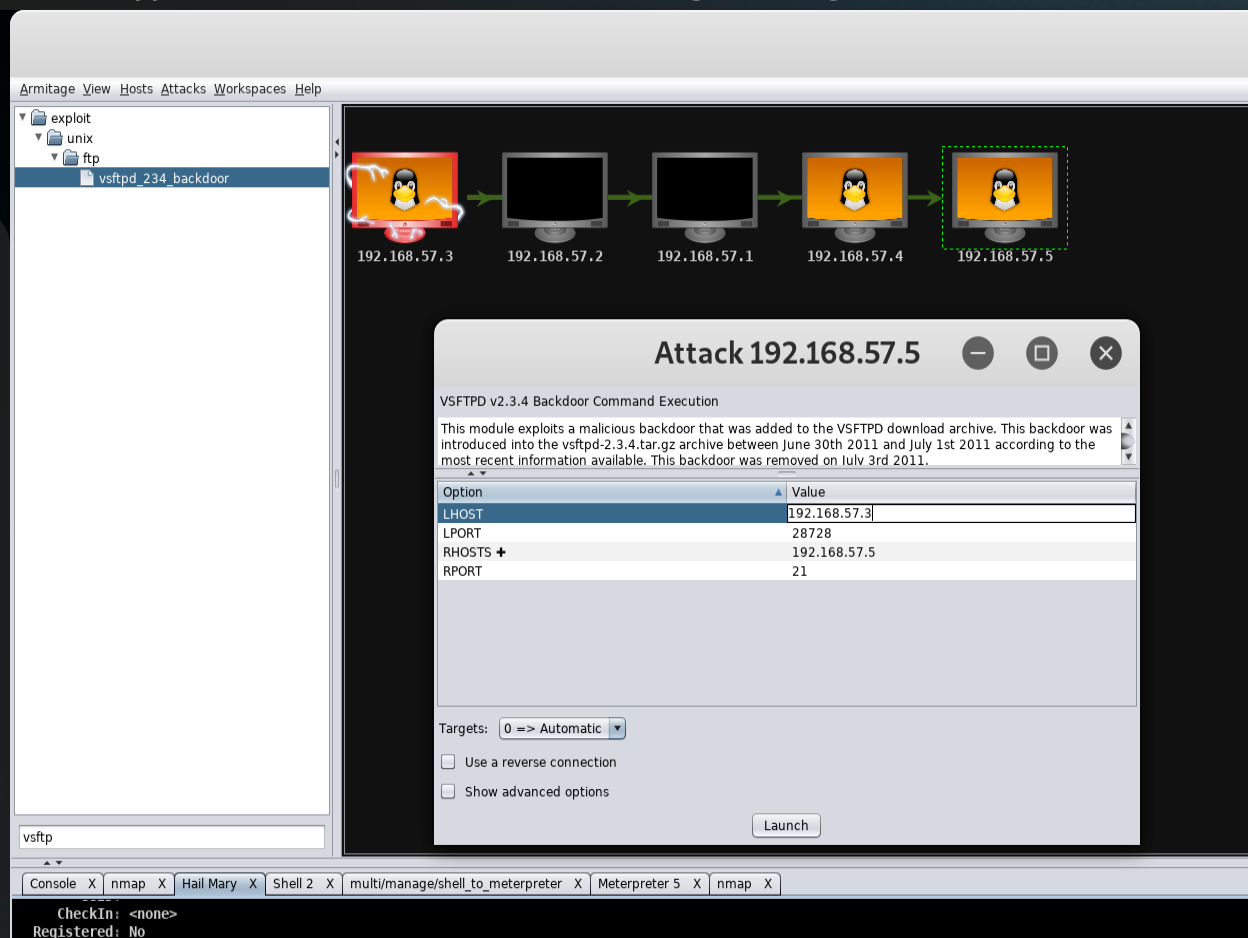 Armitage View Hosts Attacks Workspaces Help
exploit
unix
ftp
vsftpd_234_backdoor
192.168.57.3 192.168.57.2 192.168.57.1 192.168.57.4 192.168.57.5
Attack 192.168.57.5
VSFTPD v2.3.4 Backdoor Command Execution
This module exploits a malicious backdoor that was added to the VSFTPD download archive. This backdoor was
introduced into the vsftpd-2.3.4.tar.gz archive between June 30th 2011 and July 1st 2011 according to the
most recent information available. This backdoor was removed on July 3rd 2011.
Option Value
LHOST 192.168.57.3
LPORT 28728
RHOSTS ✚ 192.168.57.5
RPORT 21
Targets: 0 => Automatic
Use a reverse connection
Show advanced options
Launch
vsftp
Console X nmap X Hail Mary X Shell 2 X multi/manage/shell_to_meterpreter X Meterpreter 5 X nmap X
CheckIn: <none>
Registered: No